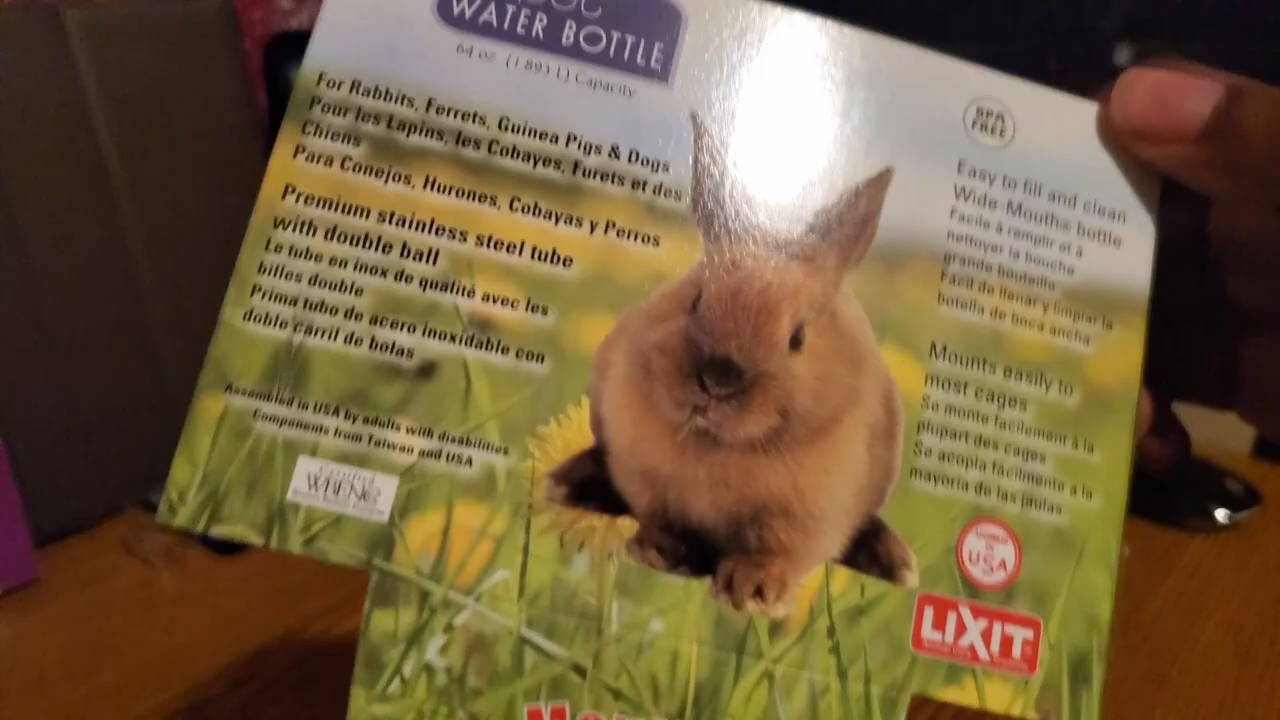 WATER BOTTLE
64 oz. (1.893 L) Capacity
For Rabbits, Ferrets, Guinea Pigs & Dogs
Pour les Lapins, les Cobayes, Furets et des
Chiens
Para Conejos, Hurones, Cobayas y Perros
Premium stainless steel tube
with double ball
Le tube en inox de qualité avec les
billes double
Prima tubo de acero inoxidable con
doble carril de bolas
Assembled in USA by adults with disabilities
Components from Taiwan and USA
BPA
FREE
Easy to fill and clean
Wide-Mouth® bottle
Facile à remplir et à
nettoyer la bouche
grande bouteille
Facil de llenar y limpiar la
botella de boca ancha
Mounts easily to
most cages
Se monte facilement à la
plupart des cages
Se acopla facilmente a la
mayoria de las jaulas
USA
LIXIT